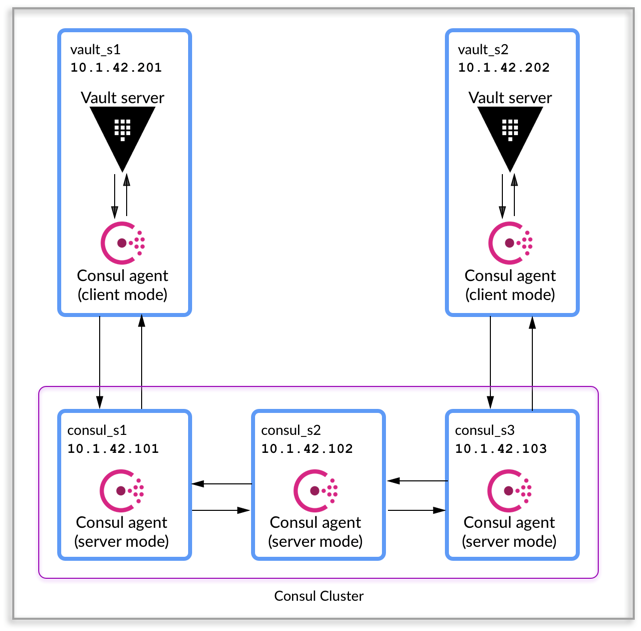 vault_s1
10.1.42.201
Vault server
Consul agent
(client mode)
vault_s2
10.1.42.202
Vault server
Consul agent
(client mode)
consul_s1
10.1.42.101
Consul agent
(server mode)
consul_s2
10.1.42.102
Consul agent
(server mode)
consul_s3
10.1.42.103
Consul agent
(server mode)
Consul Cluster